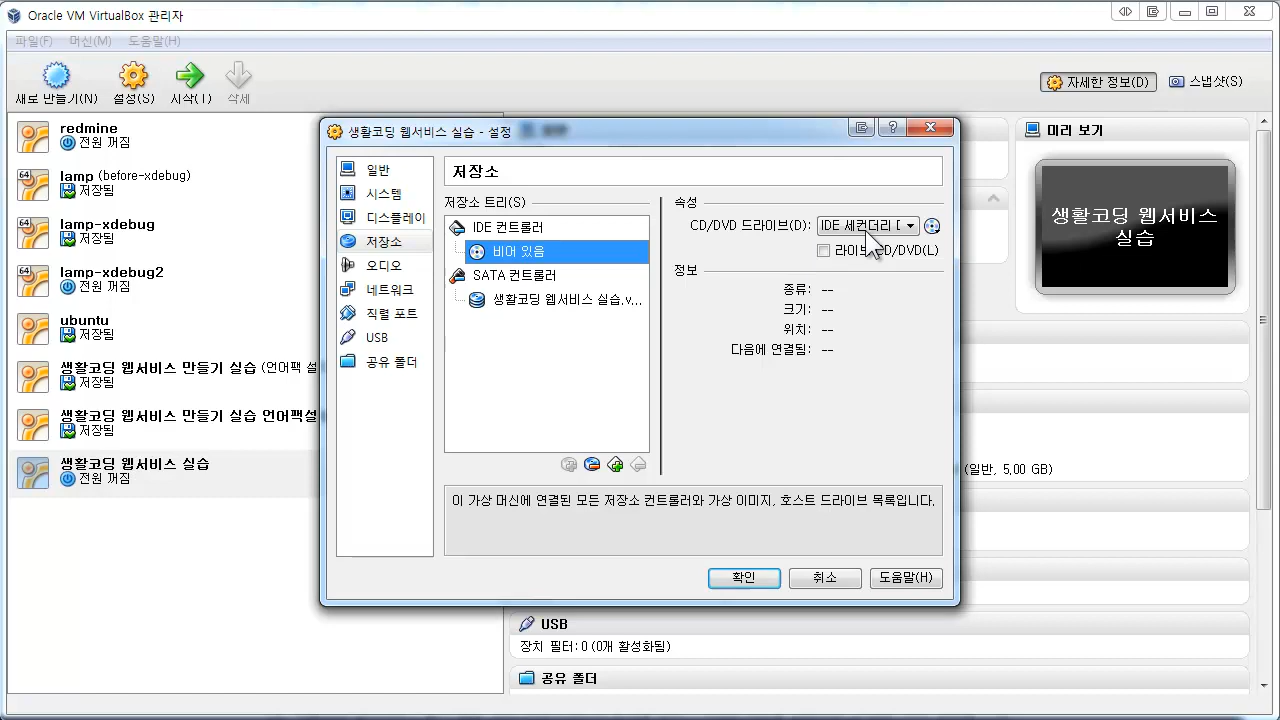 Oracle VM VirtualBox 관리자
파일(F) 머신(M) 도움말(H)
새로 만들기(N) 설정(S) 시작(T) 삭제
자세한 정보(D) 스냅샷(S)
redmine
전원 꺼짐
64 lamp (before-xdebug)
저장됨
64 lamp-xdebug
저장됨
64 lamp-xdebug2
전원 꺼짐
ubuntu
저장됨
생활코딩 웹서비스 만들기 실습 (언어팩 설
저장됨
생활코딩 웹서비스 만들기 실습 언어팩설
저장됨
생활코딩 웹서비스 실습
전원 꺼짐
생활코딩 웹서비스 실습 - 설정
일반
시스템
디스플레이
저장소
오디오
네트워크
직렬 포트
USB
공유 폴더
저장소
저장소 트리(S)
IDE 컨트롤러
비어 있음
SATA 컨트롤러
생활코딩 웹서비스 실습.v...
속성
CD/DVD 드라이브(D): IDE 세컨더리
라이브 CD/DVD(L)
정보
종류: --
크기: --
위치: --
다음에 연결됨: --
이 가상 머신에 연결된 모든 저장소 컨트롤러와 가상 이미지, 호스트 드라이브 목록입니다.
확인 취소 도움말(H)
미리 보기
생활코딩 웹서비스
실습
(일반, 5,00 GB)
USB
장치 필터: 0 (0개 활성화됨)
공유 폴더